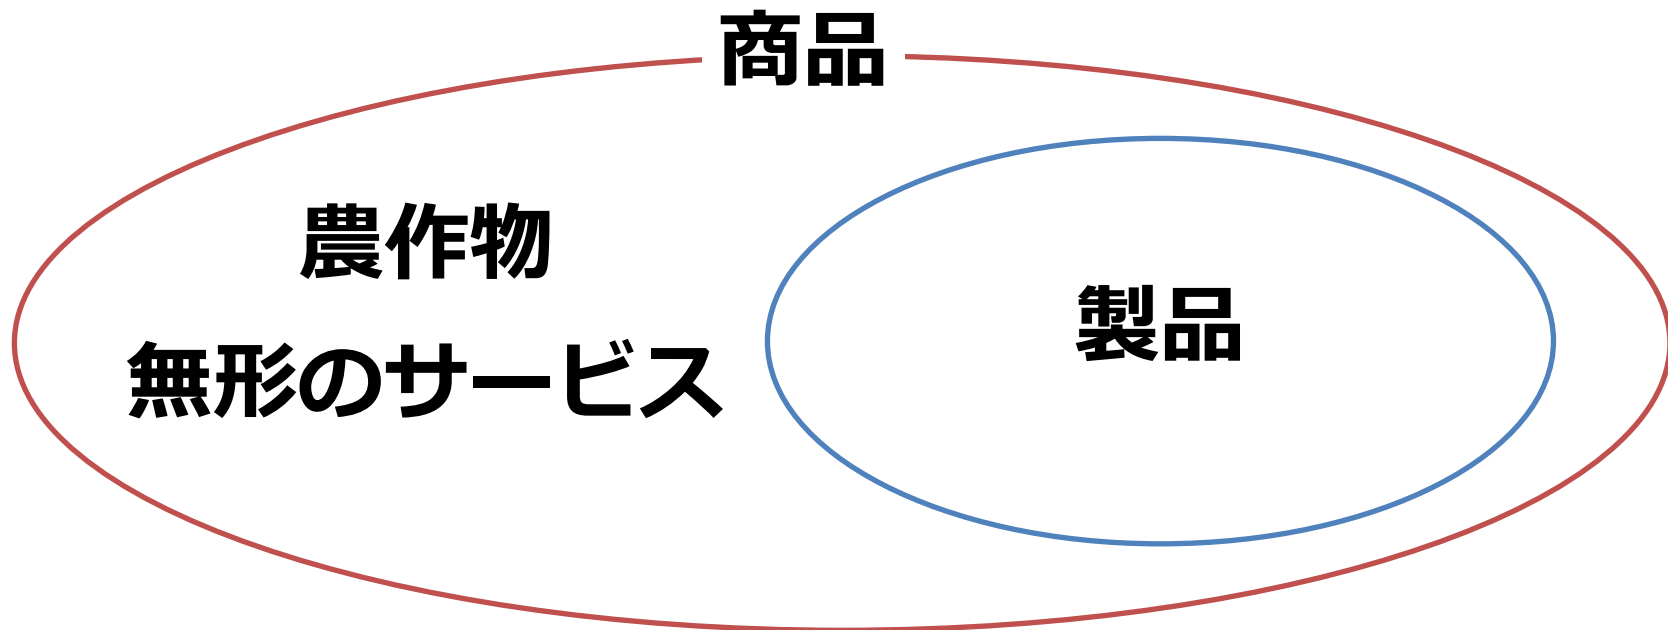 商品
農作物
無形のサービス
製品